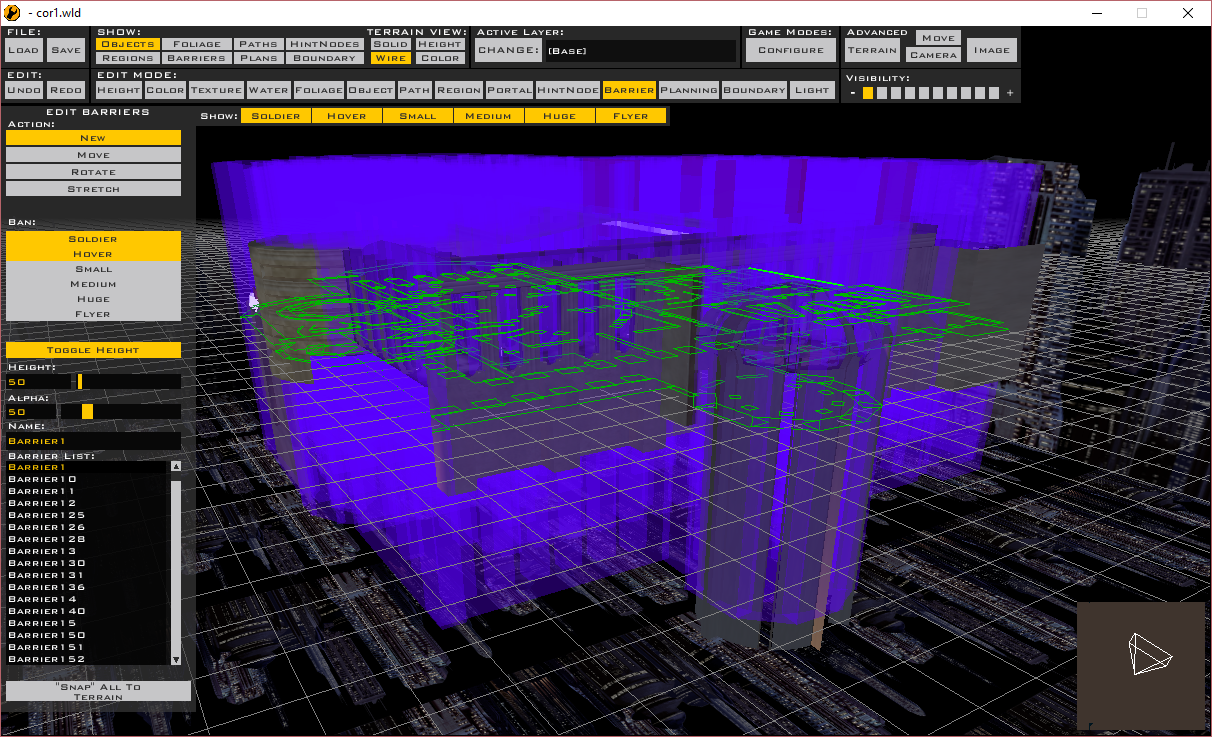 - cor1.wld
FILE: SHOW: TERRAIN VIEW: ACTIVE LAYER: GAME MODES: ADVANCED
LOAD SAVE OBJECTS FOLIAGE PATHS HINTNODES SOLID HEIGHT CHANGE: [BASE] CONFIGURE TERRAIN MOVE IMAGE
REGIONS BARRIERS PLANS BOUNDARY WIRE COLOR CAMERA
EDIT: EDIT MODE: VISIBILITY:
UNDO REDO HEIGHT COLOR TEXTURE WATER FOLIAGE OBJECT PATH REGION PORTAL HINTNODE BARRIER PLANNING BOUNDARY LIGHT - +
EDIT BARRIERS
SHOW: SOLDIER HOVER SMALL MEDIUM HUGE FLYER
ACTION:
NEW
MOVE
ROTATE
STRETCH
BAN:
SOLDIER
HOVER
SMALL
MEDIUM
HUGE
FLYER
TOGGLE HEIGHT
HEIGHT:
50
ALPHA:
50
NAME:
BARRIER1
BARRIER LIST:
BARRIER1
BARRIER10
BARRIER11
BARRIER12
BARRIER125
BARRIER126
BARRIER128
BARRIER13
BARRIER130
BARRIER131
BARRIER136
BARRIER14
BARRIER140
BARRIER15
BARRIER150
BARRIER151
BARRIER152
"SNAP" ALL TO
TERRAIN